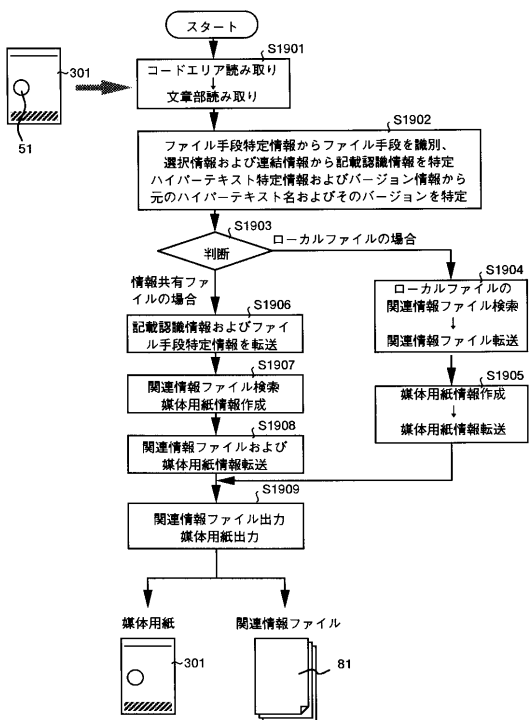 スタート
S1901
301
コードエリア読み取り
↓
文章部読み取り
51
S1902
ファイル手段特定情報からファイル手段を識別、
選択情報および連結情報から記載認識情報を特定
ハイパーテキスト特定情報およびバージョン情報から
元のハイパーテキスト名およびそのバージョンを特定
S1903
判断
ローカルファイルの場合
情報共有ファ
イルの場合
S1904
ローカルファイルの
関連情報ファイル検索
↓
関連情報ファイル転送
S1906
記載認識情報およびファイ
ル手段特定情報を転送
S1907
関連情報ファイル検索
媒体用紙情報作成
S1905
媒体用紙情報作成
↓
媒体用紙情報転送
S1908
関連情報ファイルおよび
媒体用紙情報転送
S1909
関連情報ファイル出力
媒体用紙出力
媒体用紙
関連情報ファイル
301
81